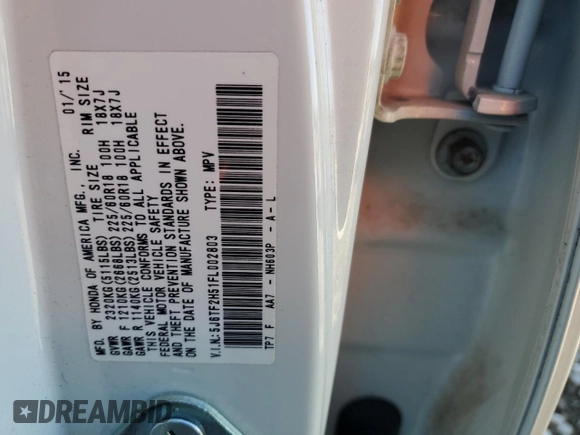 MFD. BY HONDA OF AMERICA MFG., INC. 01/'15
TIRE SIZE RIM SIZE
GVWR 2320KG(5115LBS)
GAWR F 1210KG(2668LBS) 225/60R18 100H 18X7J
GAWR R 1140KG(2513LBS) 225/60R18 100H 18X7J
THIS VEHICLE CONFORMS TO ALL APPLICABLE
FEDERAL MOTOR VEHICLE SAFETY
AND THEFT PREVENTION STANDARDS IN EFFECT
ON THE DATE OF MANUFACTURE SHOWN ABOVE.
V.I.N.:5J6TF2H51FL002803 TYPE: MPV
TP7 F AA7 - NH603P - A - L
DREAMBID